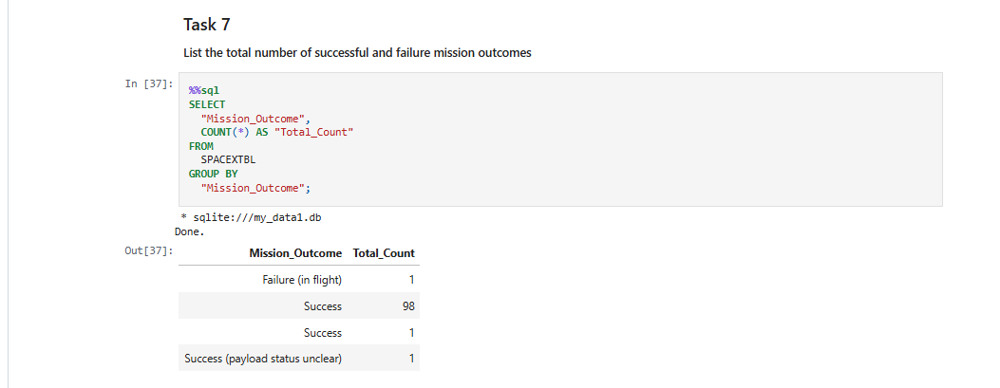 Task 7
List the total number of successful and failure mission outcomes
In [37]:
%%sql
SELECT
"Mission_Outcome",
COUNT(*) AS "Total_Count"
FROM
SPACEXTBL
GROUP BY
"Mission_Outcome";
* sqlite:///my_data1.db
Done.
Out[37]:
Mission_Outcome Total_Count
Failure (in flight) 1
Success 98
Success 1
Success (payload status unclear) 1